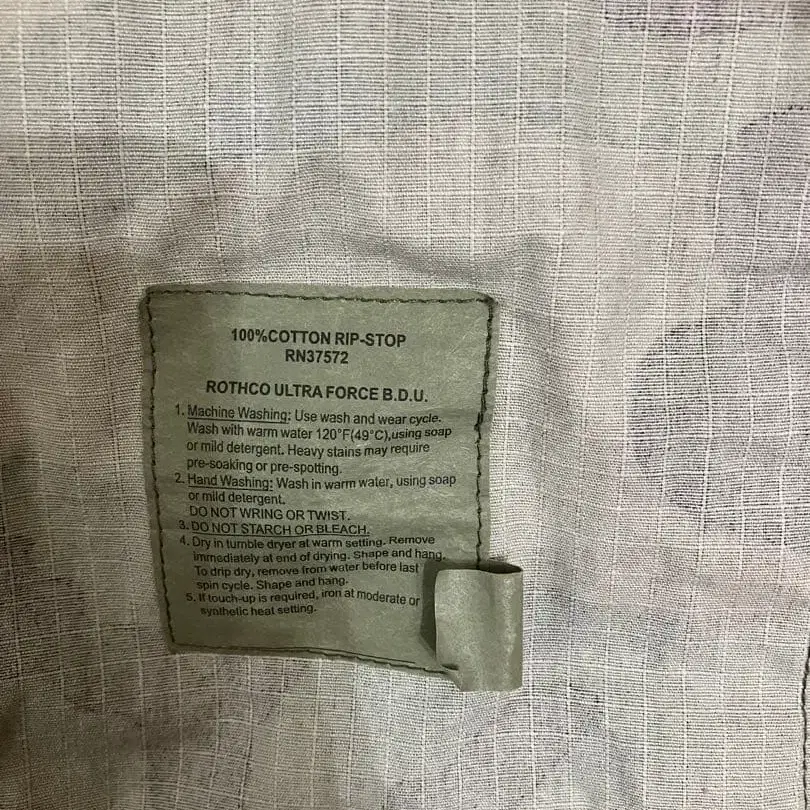 100%COTTON RIP-STOP
RN37572
ROTHCO ULTRA FORCE B.D.U.
1. Machine Washing: Use wash and wear cycle.
Wash with warm water 120°F(49°C),using soap
or mild detergent. Heavy stains may require
pre-soaking or pre-spotting.
2. Hand Washing: Wash in warm water, using soap
or mild detergent.
DO NOT WRING OR TWIST.
3. DO NOT STARCH OR BLEACH.
4. Dry in tumble dryer at warm setting. Remove
immediately at end of drying. Shape and hang.
To drip dry, remove from water before last
spin cycle. Shape and hang.
5. If touch-up is required, iron at moderate or
synthetic heat setting.